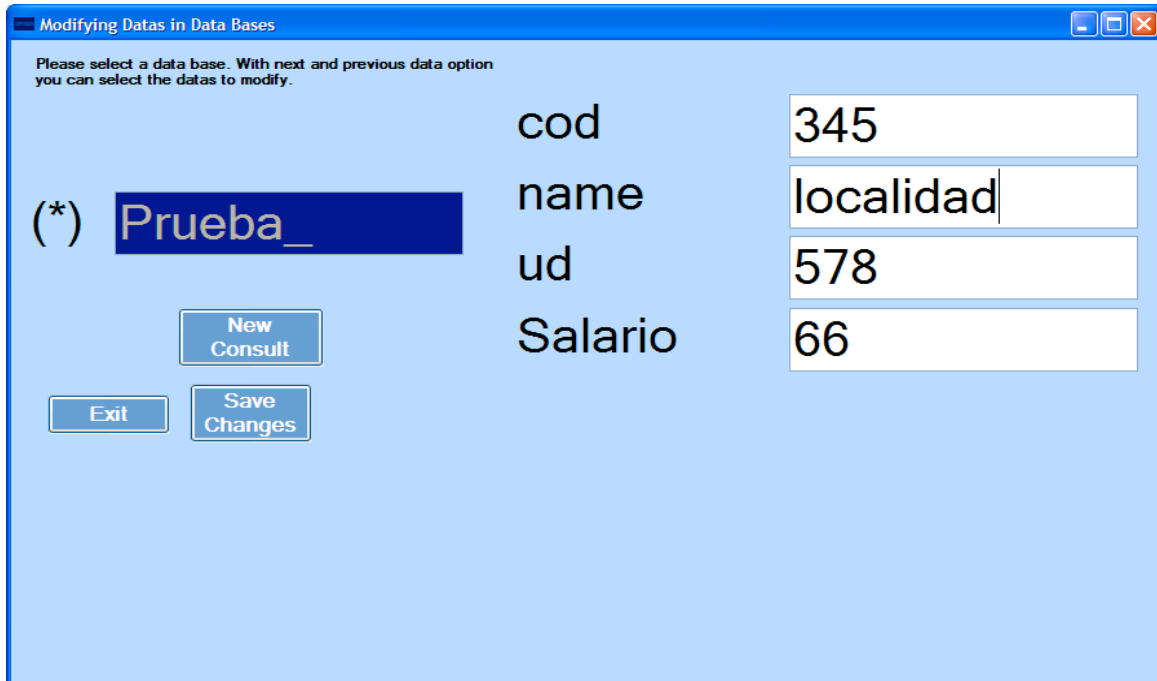 Modifying Datas in Data Bases
Please select a data base. With next and previous data option
you can select the datas to modify.
(*) Prueba_
New
Consult
Exit
Save
Changes
cod 345
name localidad
ud 578
Salario 66